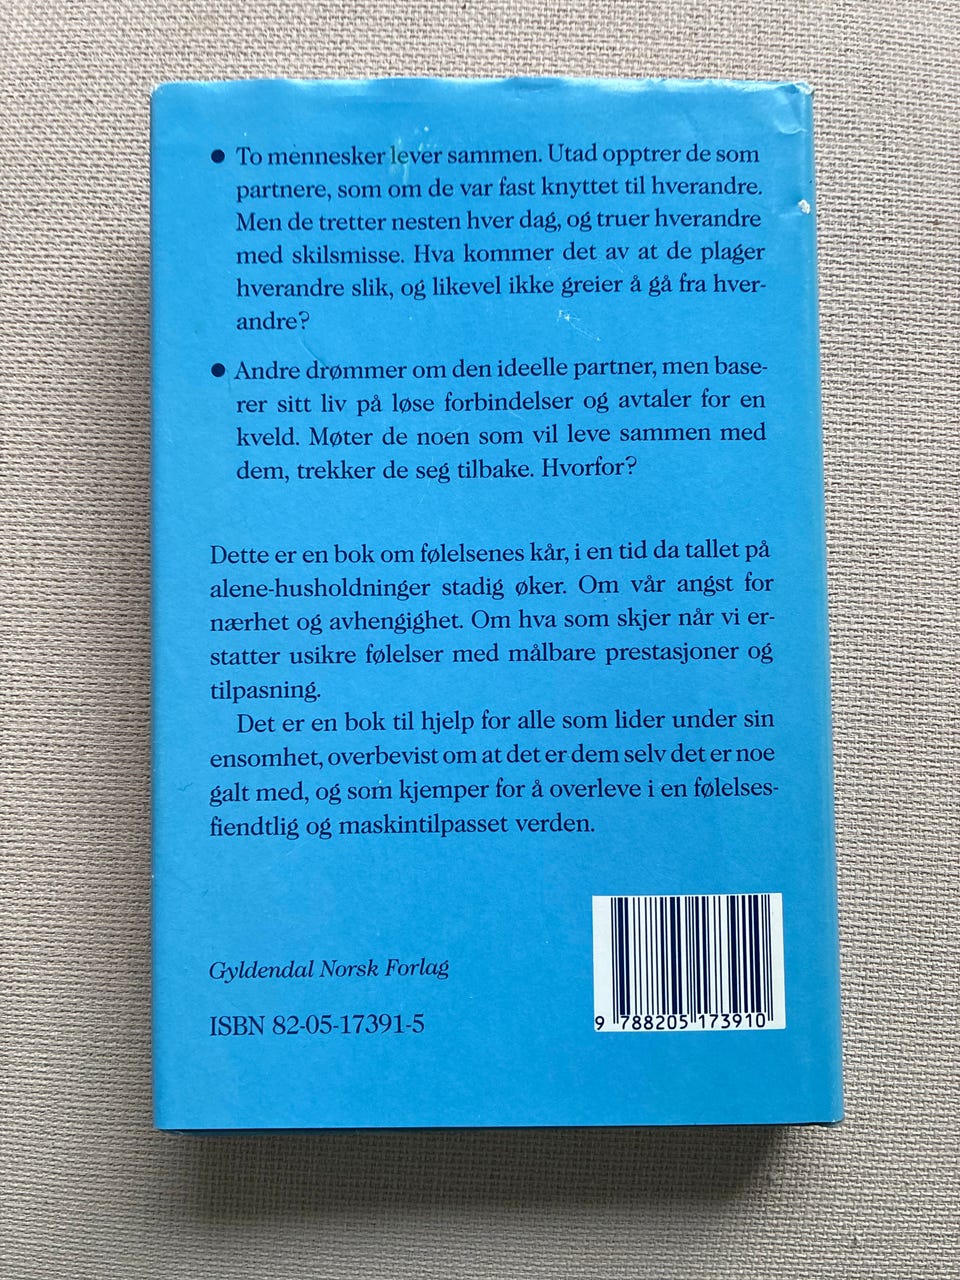 ● To mennesker lever sammen. Utad opptrer de som
partnere, som om de var fast knyttet til hverandre.
Men de tretter nesten hver dag, og truer hverandre
med skilsmisse. Hva kommer det av at de plager
hverandre slik, og likevel ikke greier å gå fra hver-
andre?
● Andre drømmer om den ideelle partner, men base-
rer sitt liv på løse forbindelser og avtaler for en
kveld. Møter de noen som vil leve sammen med
dem, trekker de seg tilbake. Hvorfor?
Dette er en bok om følelsenes kår, i en tid da tallet på
alene-husholdninger stadig øker. Om vår angst for
nærhet og avhengighet. Om hva som skjer når vi er-
statter usikre følelser med målbare prestasjoner og
tilpasning.
Det er en bok til hjelp for alle som lider under sin
ensomhet, overbevist om at det er dem selv det er noe
galt med, og som kjemper for å overleve i en følelses-
fiendtlig og maskintilpasset verden.
Gyldendal Norsk Forlag
ISBN 82-05-17391-5
9 788205 173910